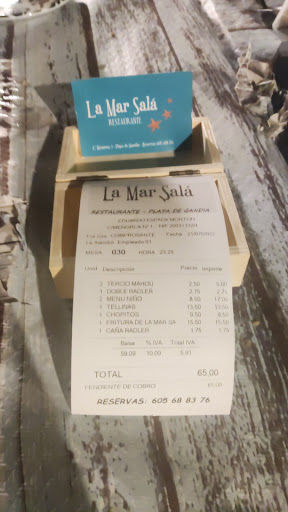 La Mar Salá
RESTAURANTE
La Mar Salá
RESTAURANTE - PLAYA DE GANDIA
EDUARDO ESPAÑA
MESA 030 HORA
Unid Descripción Precio Importe
2 TERCIO MAHOU 2,50 5,00
1 DOBLE RADLER 2,75 2,75
2 MENU NIÑO 8,50 17,00
1 TELLINAS 13,50 13,50
1 CHOPITOS 9,50 9,50
1 FRITURA DE LA MAR SA 15,50 15,50
1 CAÑA RADLER 1,75 1,75
Base % IVA Total IVA
59,09 10,00 5,91
TOTAL 65,00
PENDIENTE DE COBRO 65,00
RESERVAS: 605 68 83 76